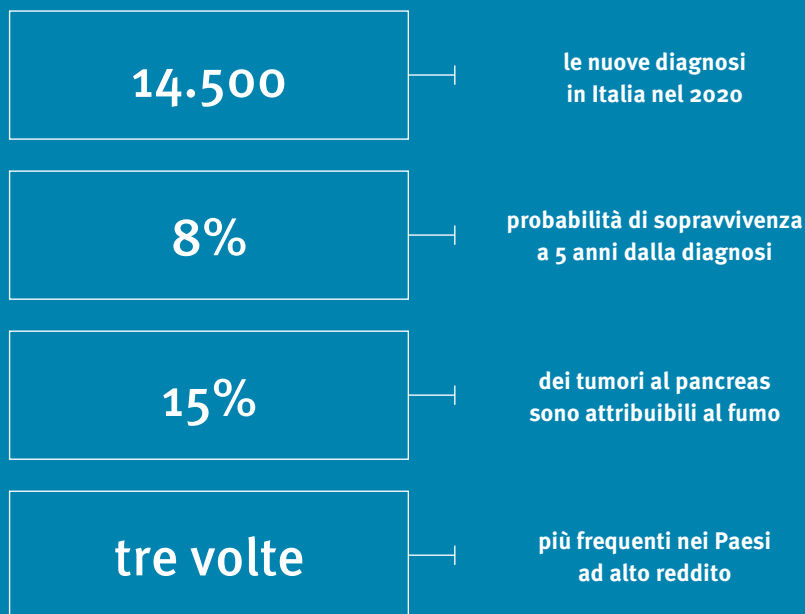 14.500
le nuove diagnosi
in Italia nel 2020
8%
probabilità di sopravvivenza
a 5 anni dalla diagnosi
15%
dei tumori al pancreas
sono attribuibili al fumo
tre volte
più frequenti nei Paesi
ad alto reddito